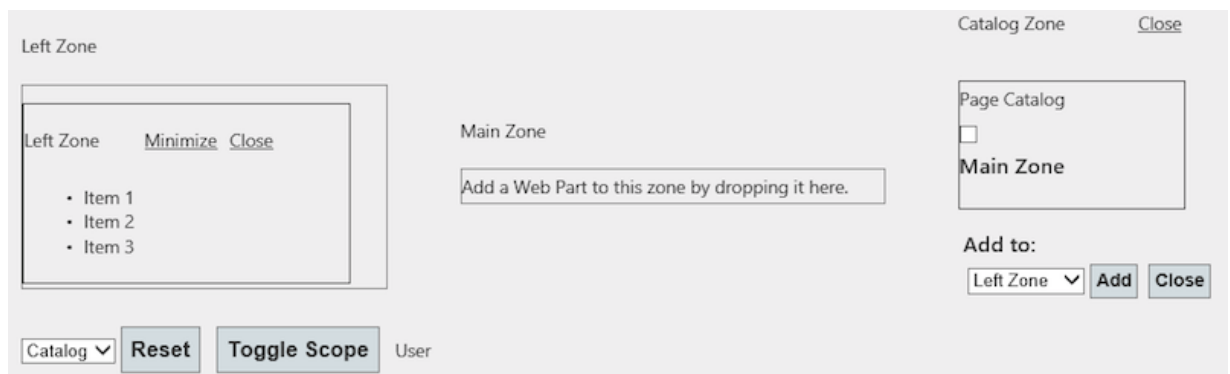 Left Zone
Left Zone Minimize Close
• Item 1
• Item 2
• Item 3
Main Zone
Add a Web Part to this zone by dropping it here.
Catalog Zone Close
Page Catalog
Main Zone
Add to:
Left Zone Add Close
Catalog Reset Toggle Scope User